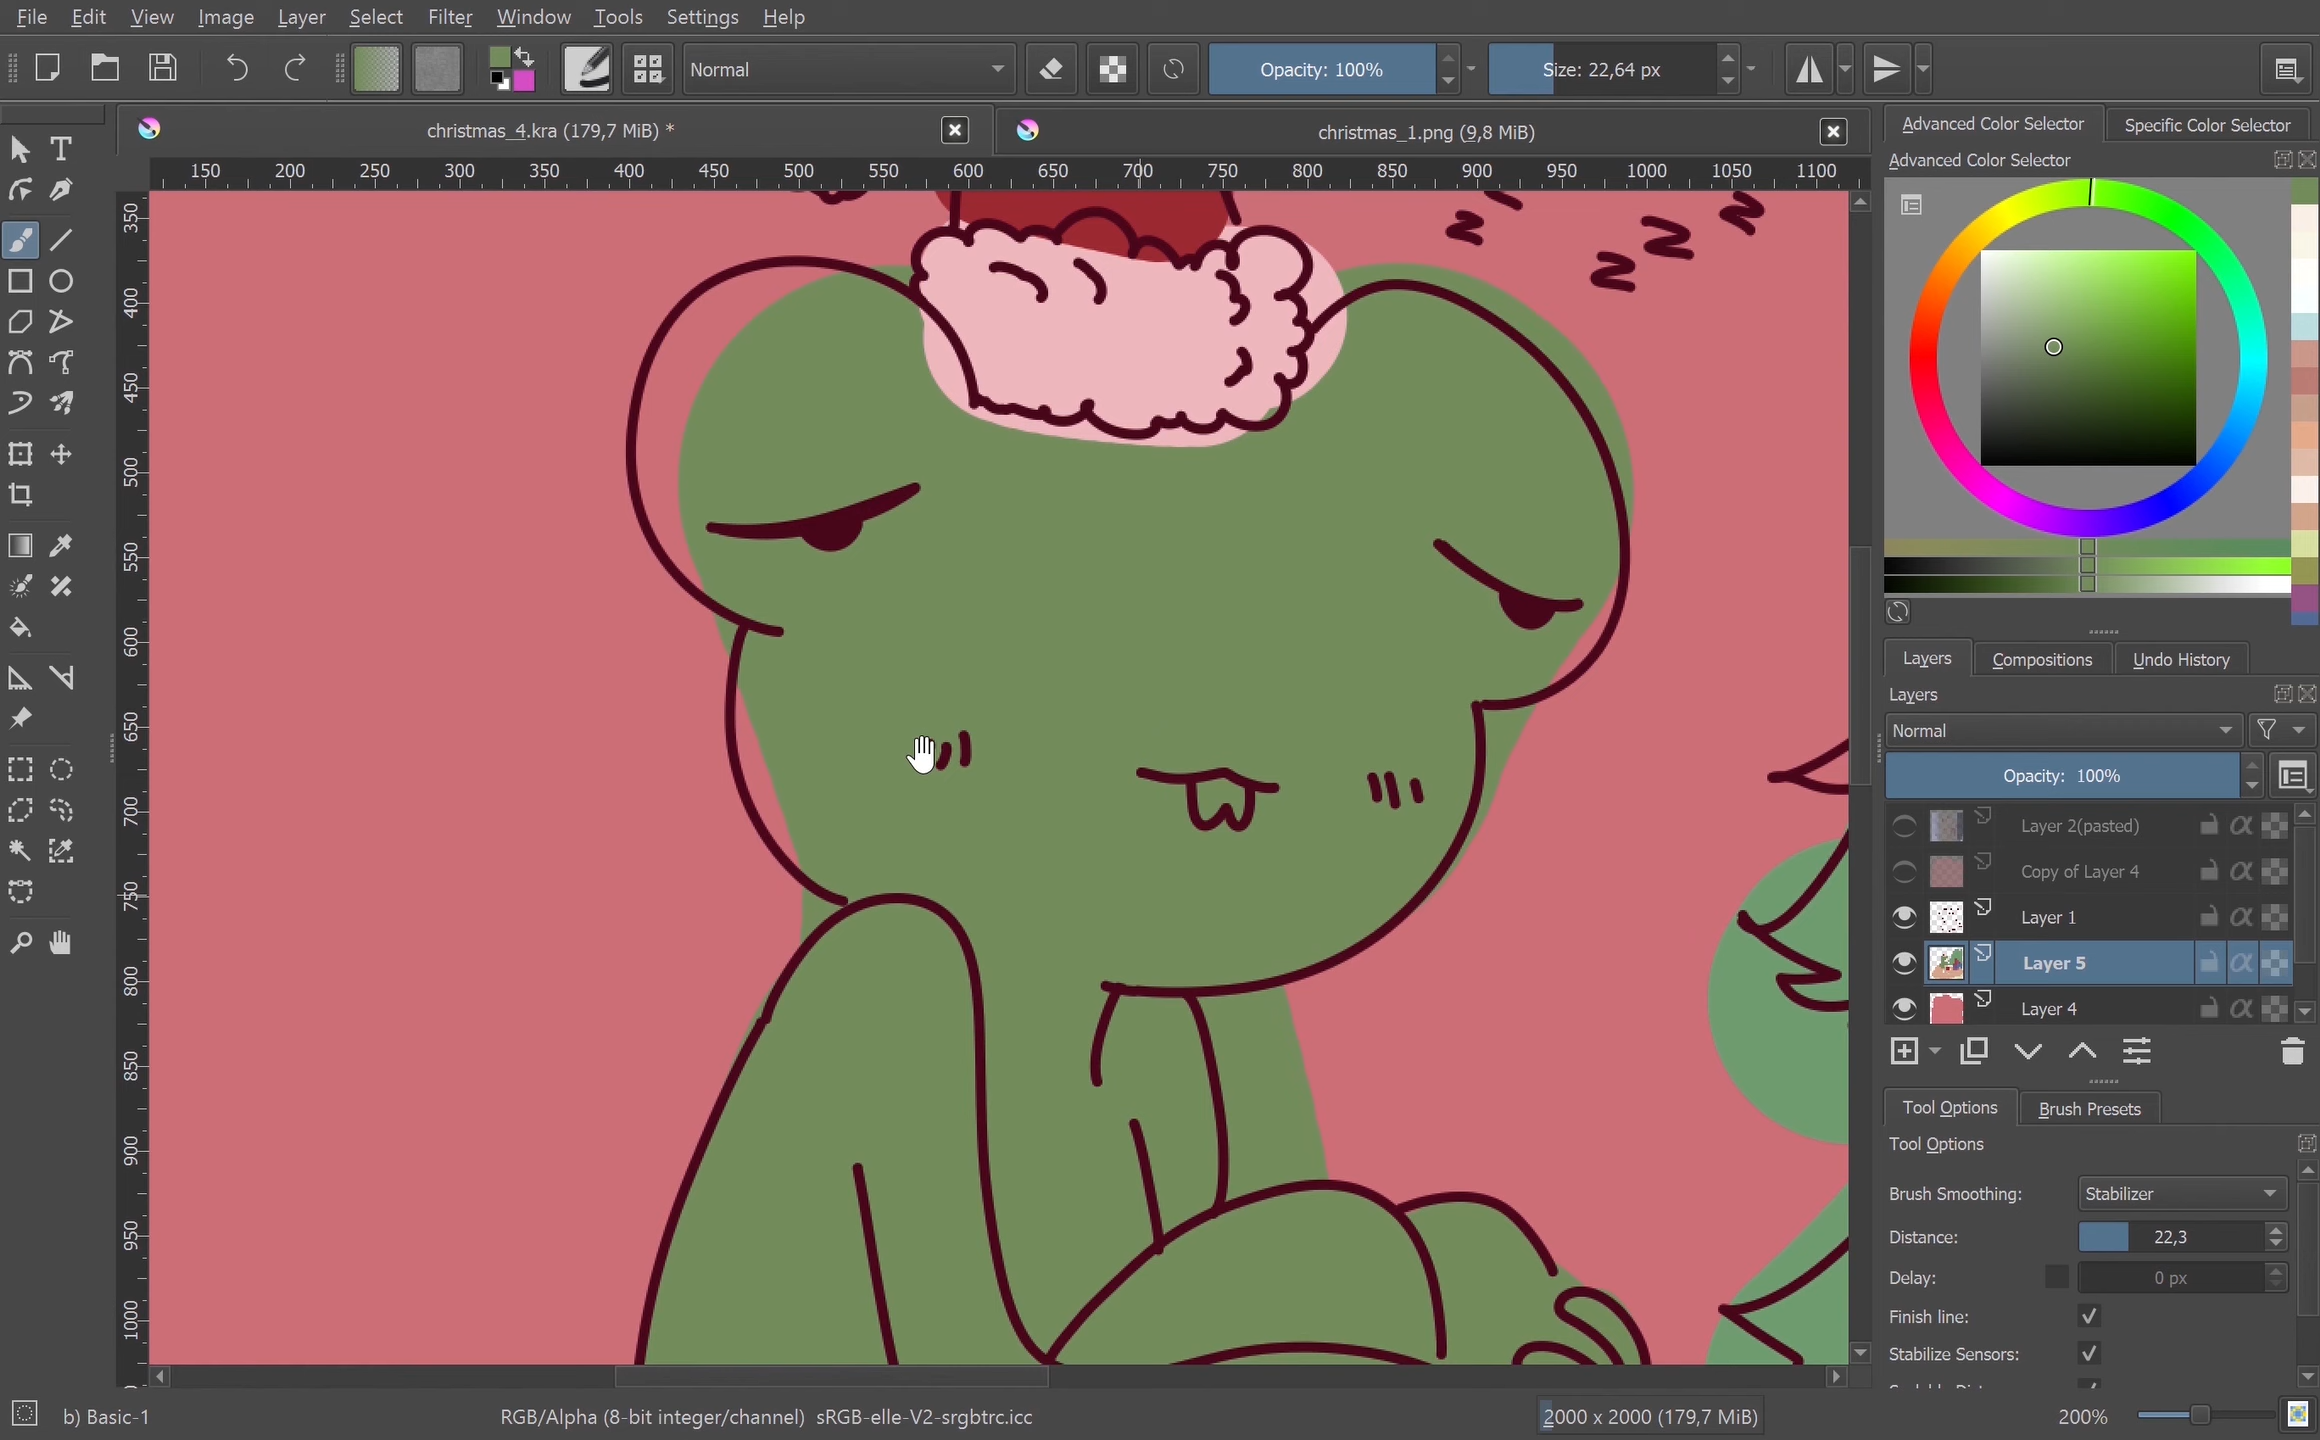 File Edit View Image Layer Select Filter Window Tools Settings Help
Normal
Opacity: 100%
Size: 22,64 px
christmas_4.kra (179,7 MiB) *
christmas_1.png (9,8 MiB)
Advanced Color Selector
Specific Color Selector
Advanced Color Selector
150 200 250 300 350 400 450 500 550 600 650 700 750 800 850 900 950 1000 1050 1100
350
400
450
500
550
600
650
700
750
800
850
900
950
1000
Layers
Compositions
Undo History
Layers
Normal
Opacity: 100%
Layer 2(pasted)
Copy of Layer 4
Layer 1
Layer 5
Layer 4
Tool Options
Brush Presets
Tool Options
Brush Smoothing: Stabilizer
Distance: 22,3
Delay: 0 px
Finish line:
Stabilize Sensors:
b) Basic-1
RGB/Alpha (8-bit integer/channel) sRGB-elle-V2-srgbtrc.icc
2000 x 2000 (179,7 MiB)
200%